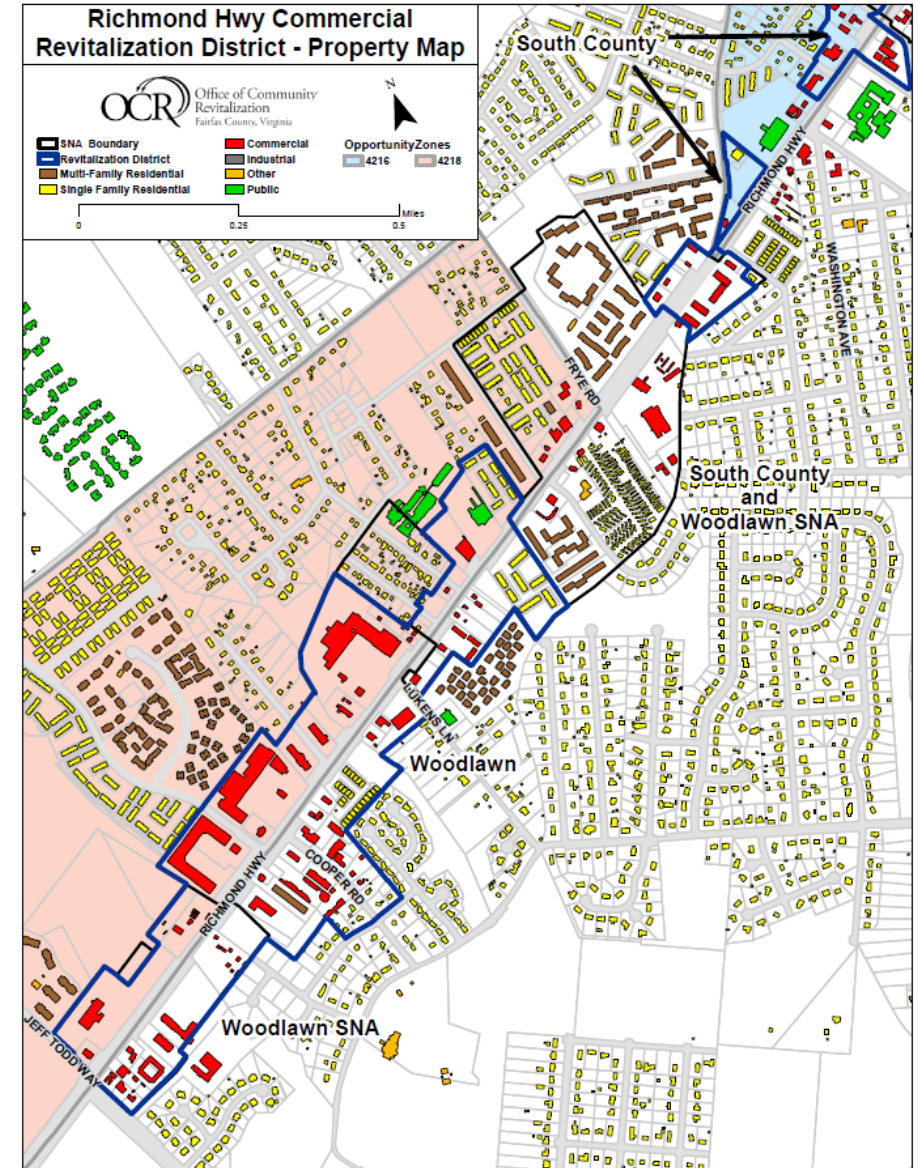 Richmond Hwy Commercial
Revitalization District - Property Map
OCR
Office of Community
Revitalization
Fairfax County, Virginia
N
SNA Boundary
Revitalization District
Multi-Family Residential
Single Family Residential
Commercial
Industrial
Other
Public
OpportunityZones
4216
4218
Miles
0
0.25
0.5
South County
RICHMOND HWY
WASHINGTON AVE
FRYE RD
South County
and
Woodlawn SNA
LUKENS LN
Woodlawn
COOPER RD
RICHMOND HWY
Woodlawn SNA
JEFF TODD WAY